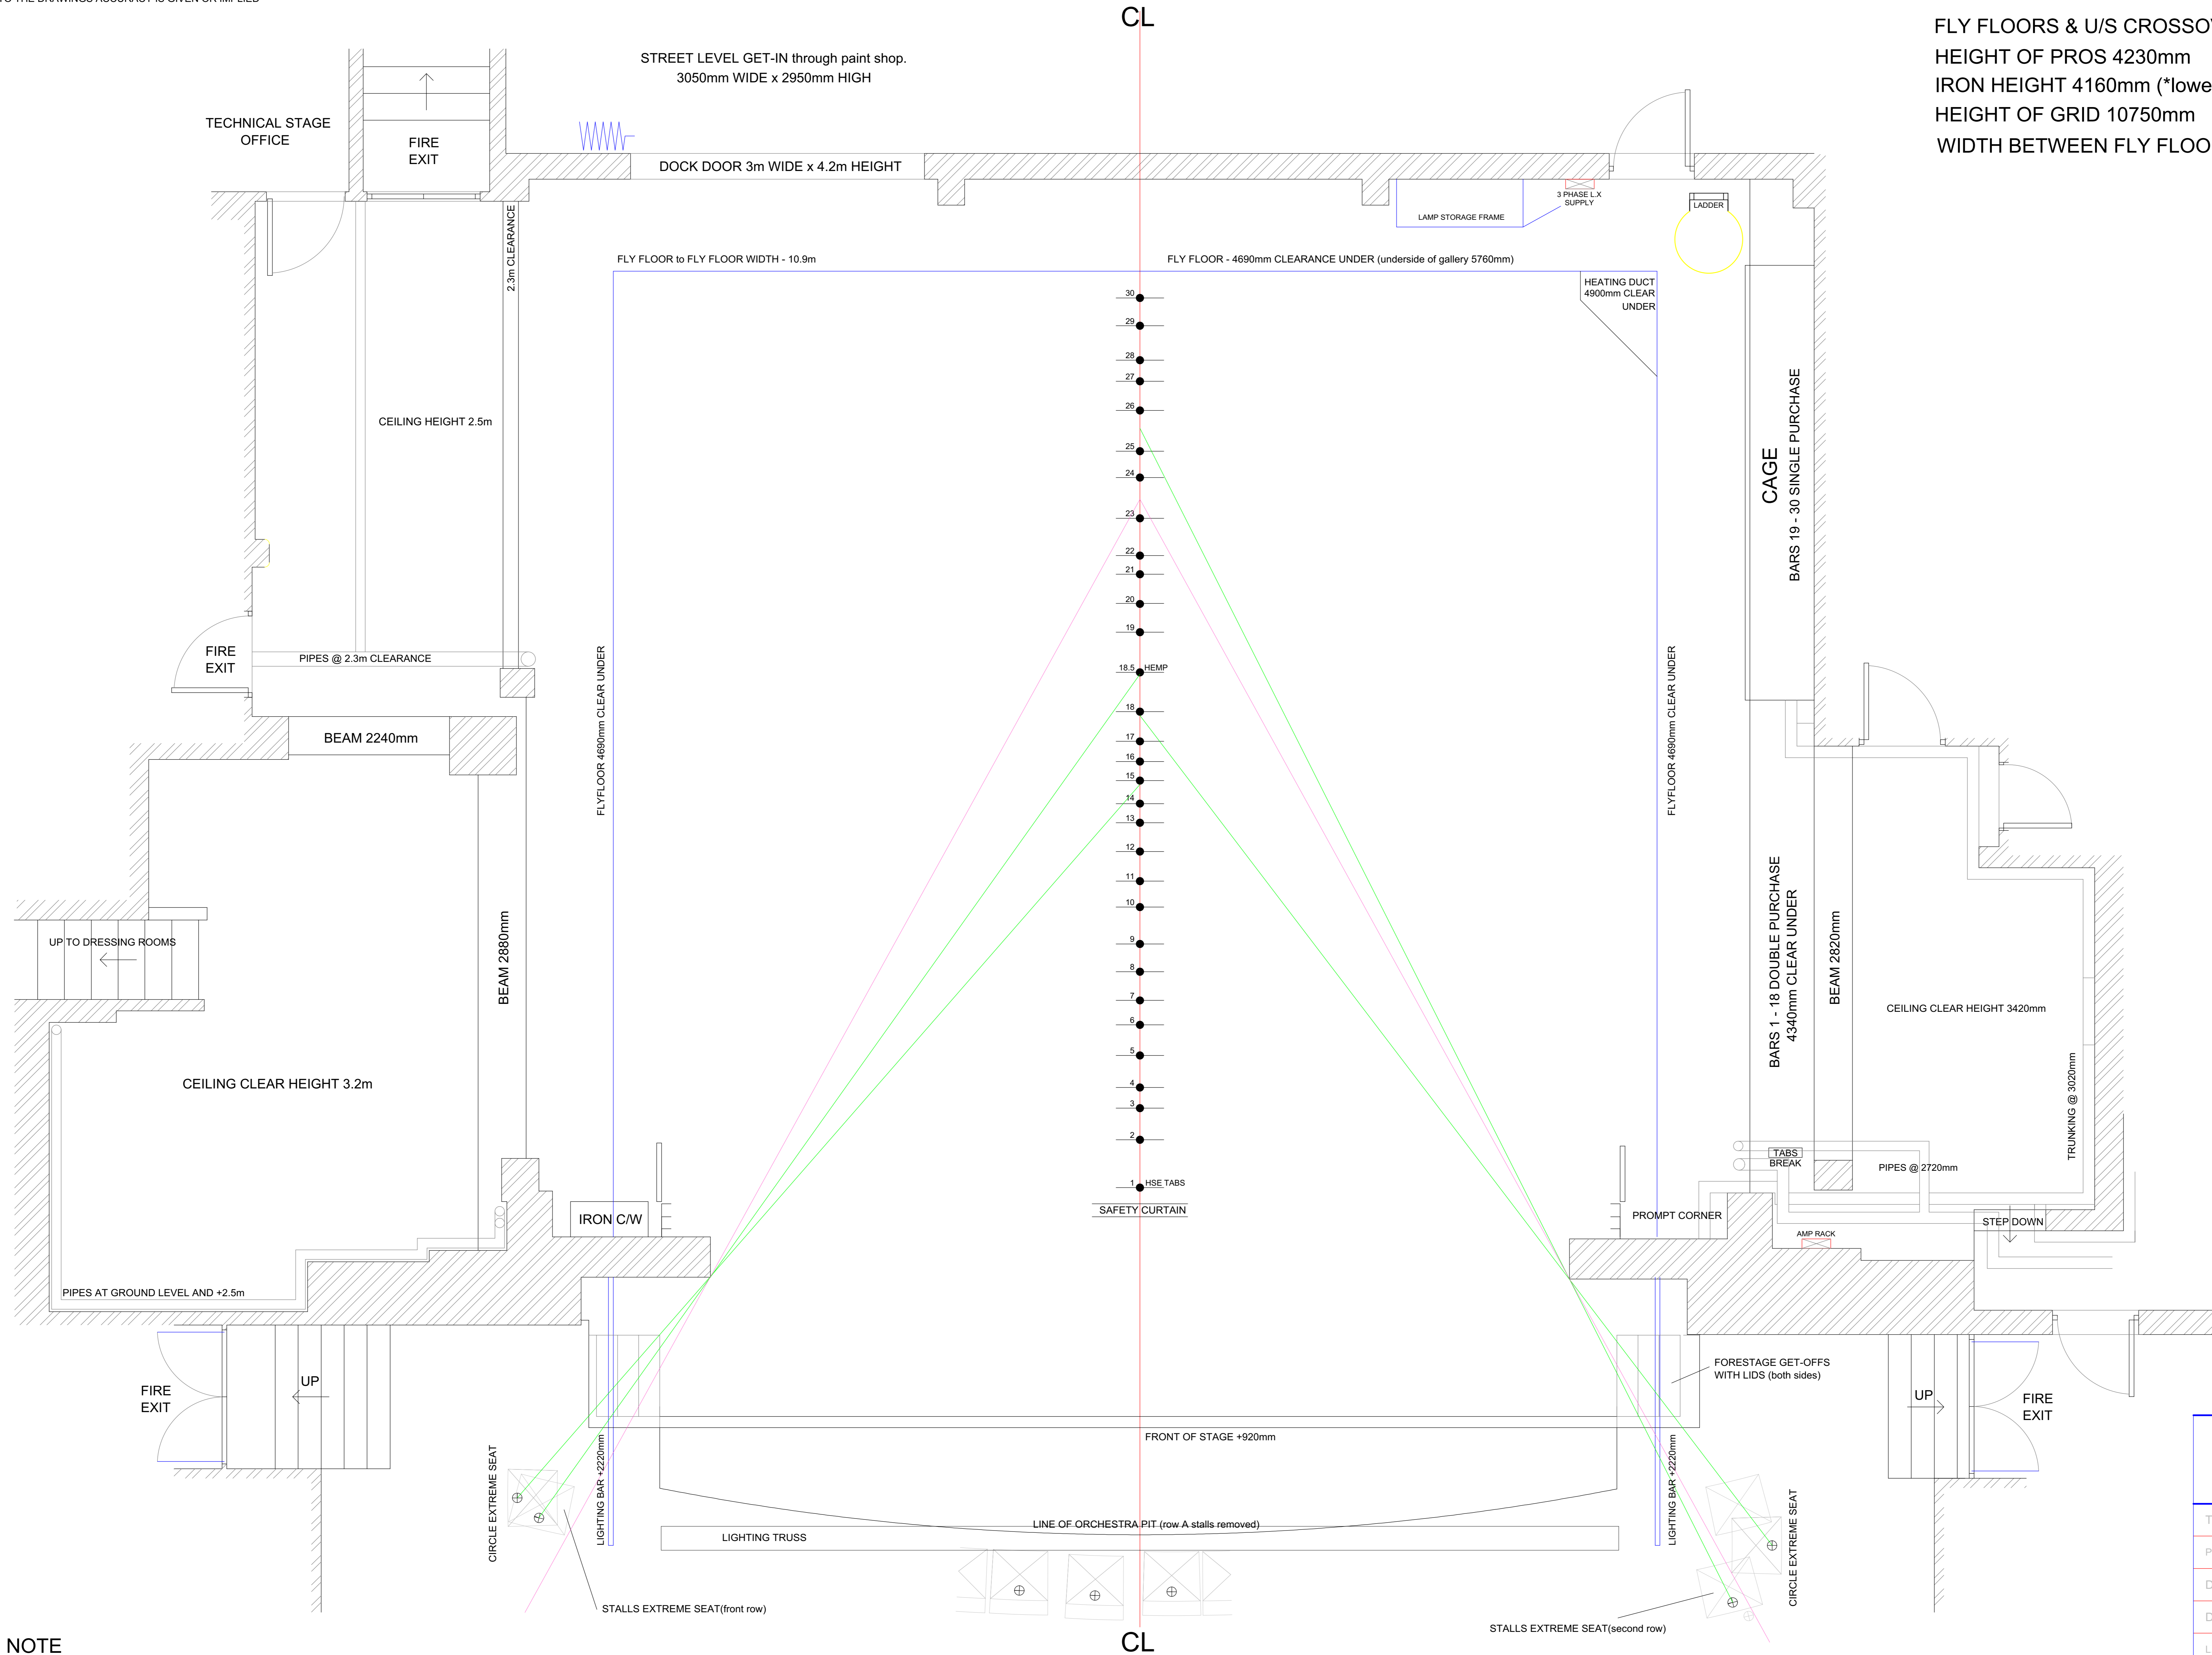 CL
FLY FLOORS & U/S CROSSO
HEIGHT OF PROS 4230mm
IRON HEIGHT 4160mm (*lowe
HEIGHT OF GRID 10750mm
WIDTH BETWEEN FLY FLOO
STREET LEVEL GET-IN through paint shop.
3050mm WIDE x 2950mm HIGH
TECHNICAL STAGE
OFFICE
FIRE
EXIT
DOCK DOOR 3m WIDE x 4.2m HEIGHT
3 PHASE L.X
SUPPLY
LAMP STORAGE FRAME
LADDER
2.3m CLEARANCE
FLY FLOOR to FLY FLOOR WIDTH - 10.9m
FLY FLOOR - 4690mm CLEARANCE UNDER (underside of gallery 5760mm)
HEATING DUCT
4900mm CLEAR
UNDER
30
29
28
27
26
25
24
23
22
21
20
19
18.5 HEMP
18
17
16
15
14
13
12
11
10
9
8
7
6
5
4
3
2
1 HSE TABS
SAFETY CURTAIN
CEILING HEIGHT 2.5m
CAGE
BARS 19 - 30 SINGLE PURCHASE
FIRE
EXIT
PIPES @ 2.3m CLEARANCE
FLYFLOOR 4690mm CLEAR UNDER
FLYFLOOR 4690mm CLEAR UNDER
BEAM 2240mm
UP TO DRESSING ROOMS
BEAM 2880mm
BARS 1 - 18 DOUBLE PURCHASE
4340mm CLEAR UNDER
BEAM 2820mm
CEILING CLEAR HEIGHT 3420mm
CEILING CLEAR HEIGHT 3.2m
TRUNKING @ 3020mm
TABS
BREAK
PIPES @ 2720mm
IRON C/W
PROMPT CORNER
STEP DOWN
AMP RACK
PIPES AT GROUND LEVEL AND +2.5m
FORESTAGE GET-OFFS
WITH LIDS (both sides)
FIRE
EXIT
UP
UP
FIRE
EXIT
FRONT OF STAGE +920mm
CIRCLE EXTREME SEAT
LIGHTING BAR +2220mm
LIGHTING BAR +2220mm
CIRCLE EXTREME SEAT
LINE OF ORCHESTRA PIT (row A stalls removed)
LIGHTING TRUSS
STALLS EXTREME SEAT(front row)
STALLS EXTREME SEAT(second row)
NOTE
CL